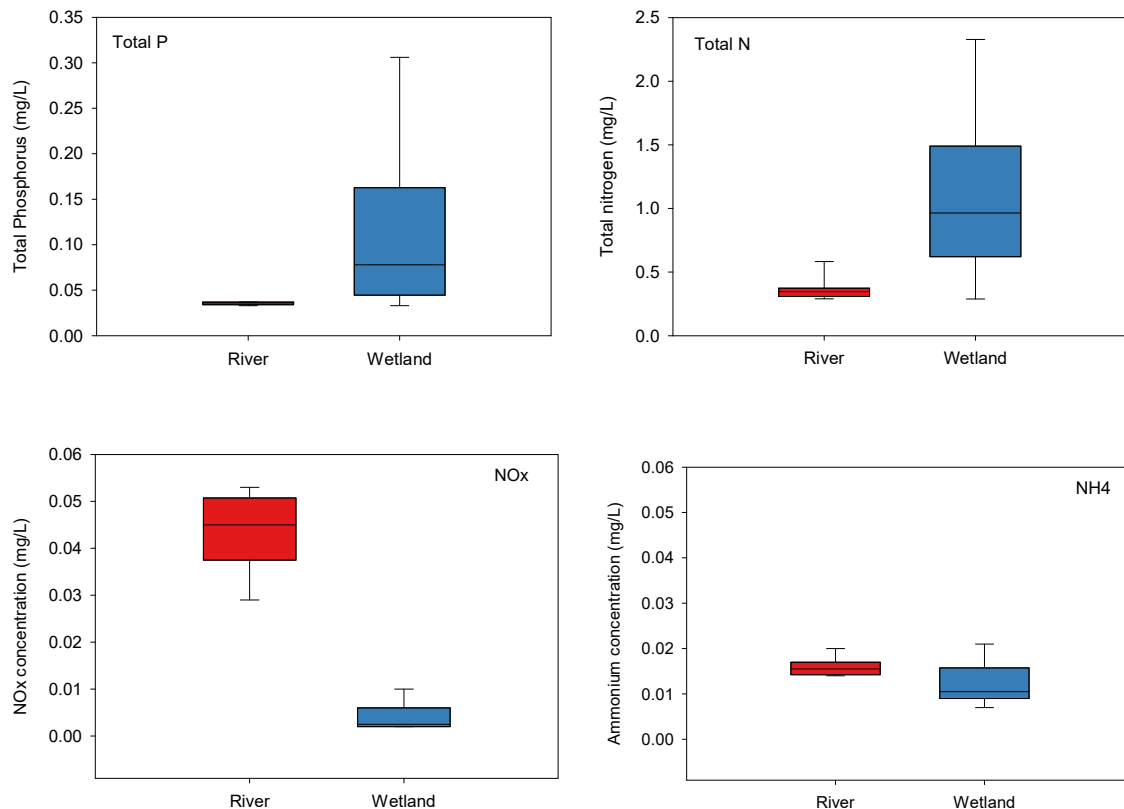 Total P
Total Phosphorus (mg/L)
0.35
0.30
0.25
0.20
0.15
0.10
0.05
0.00
River Wetland
Total N
Total nitrogen (mg/L)
2.5
2.0
1.5
1.0
0.5
0.0
River Wetland
NOx
NOx concentration (mg/L)
0.06
0.05
0.04
0.03
0.02
0.01
0.00
River Wetland
NH4
Ammonium concentration (mg/L)
0.06
0.05
0.04
0.03
0.02
0.01
0.00
River Wetland